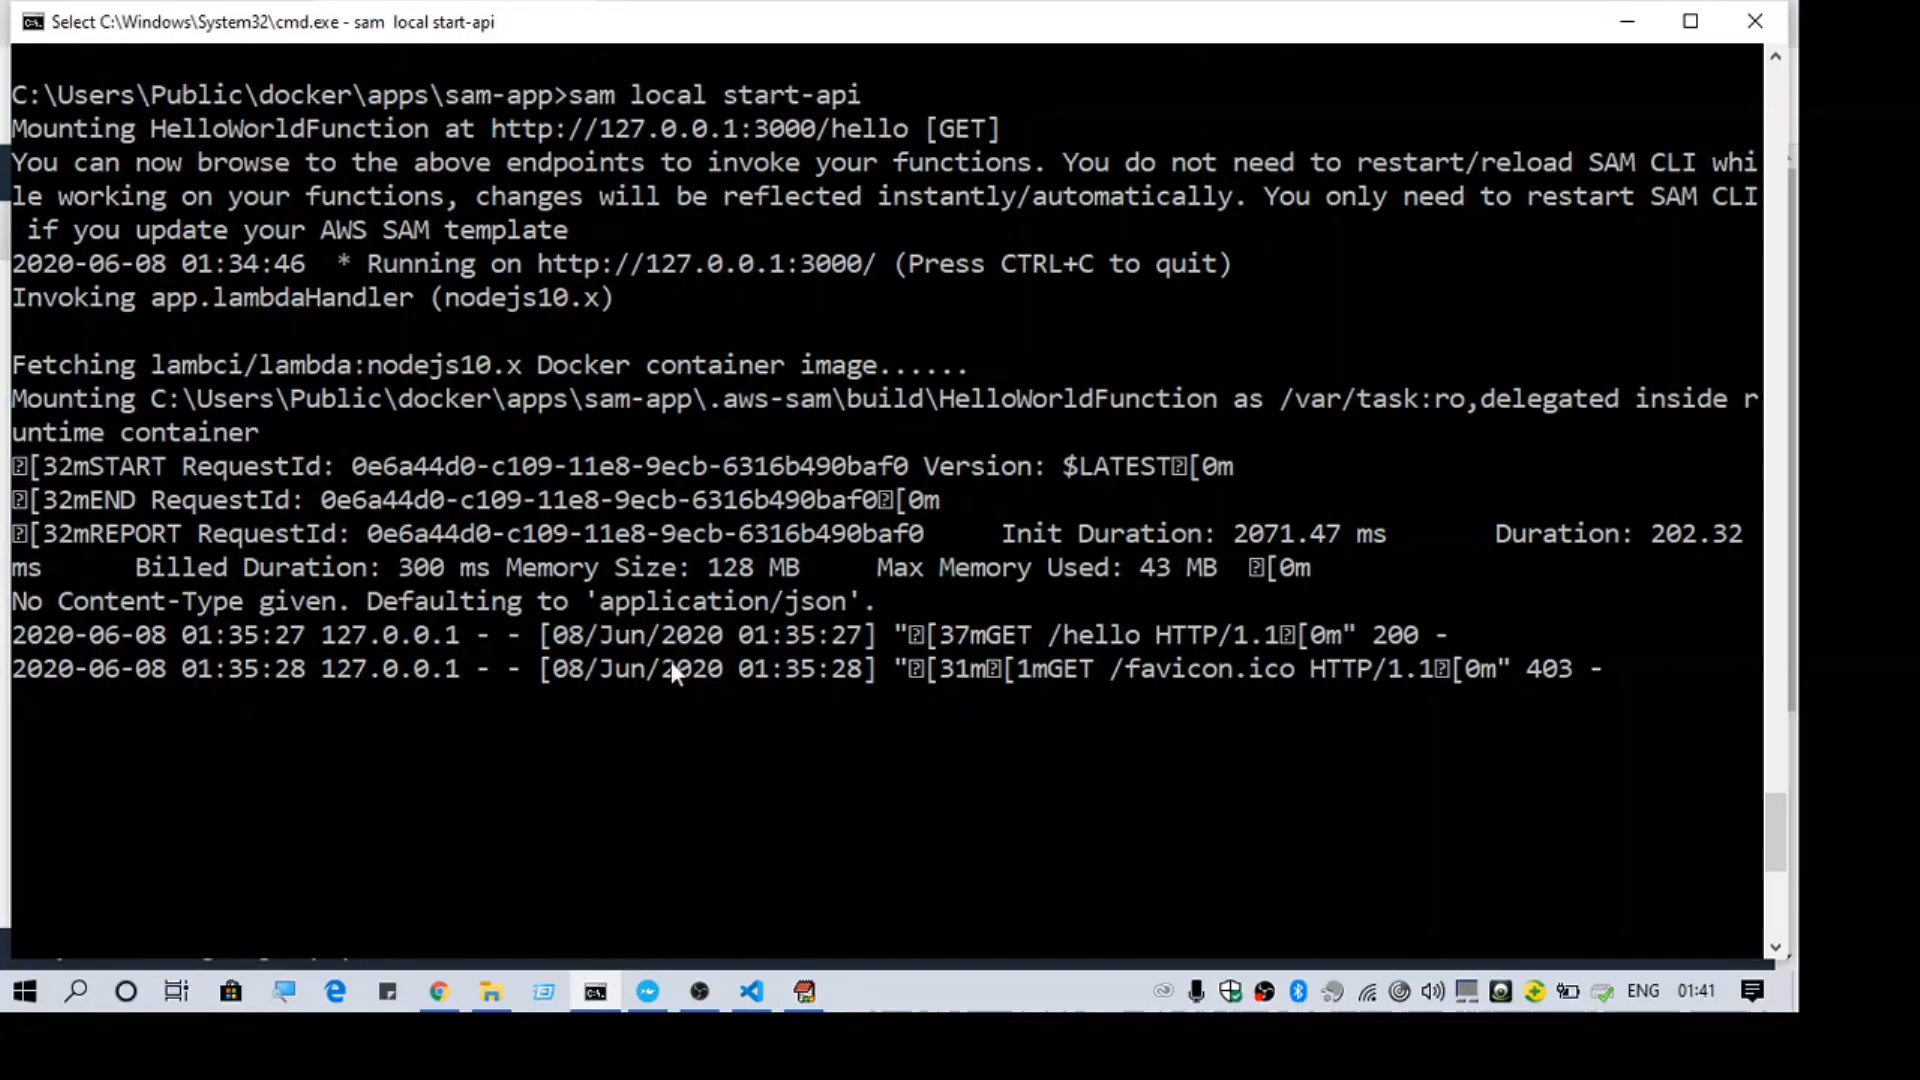 Select C:\Windows\System32\cmd.exe - sam  local start-api
C:\Users\Public\docker\apps\sam-app>sam local start-api
Mounting HelloWorldFunction at http://127.0.0.1:3000/hello [GET]
You can now browse to the above endpoints to invoke your functions. You do not need to restart/reload SAM CLI whi
le working on your functions, changes will be reflected instantly/automatically. You only need to restart SAM CLI
 if you update your AWS SAM template
2020-06-08 01:34:46  * Running on http://127.0.0.1:3000/ (Press CTRL+C to quit)
Invoking app.lambdaHandler (nodejs10.x)
Fetching lambci/lambda:nodejs10.x Docker container image......
Mounting C:\Users\Public\docker\apps\sam-app\.aws-sam\build\HelloWorldFunction as /var/task:ro,delegated inside r
untime container
⍰[32mSTART RequestId: 0e6a44d0-c109-11e8-9ecb-6316b490baf0 Version: $LATEST⍰[0m
⍰[32mEND RequestId: 0e6a44d0-c109-11e8-9ecb-6316b490baf0⍰[0m
⍰[32mREPORT RequestId: 0e6a44d0-c109-11e8-9ecb-6316b490baf0     Init Duration: 2071.47 ms       Duration: 202.32
ms      Billed Duration: 300 ms Memory Size: 128 MB     Max Memory Used: 43 MB  ⍰[0m
No Content-Type given. Defaulting to 'application/json'.
2020-06-08 01:35:27 127.0.0.1 - - [08/Jun/2020 01:35:27] "⍰[37mGET /hello HTTP/1.1⍰[0m" 200 -
2020-06-08 01:35:28 127.0.0.1 - - [08/Jun/2020 01:35:28] "⍰[31m⍰[1mGET /favicon.ico HTTP/1.1⍰[0m" 403 -
ENG 01:41